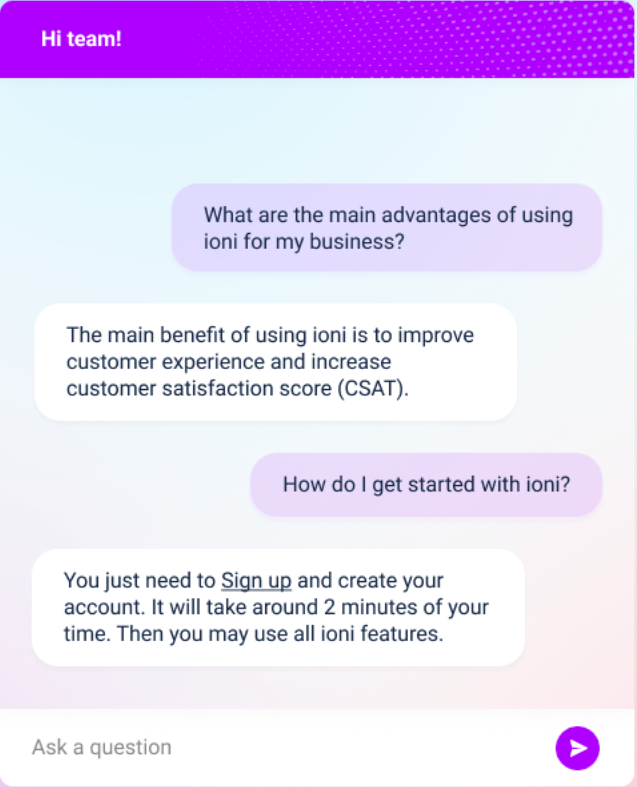 Hi team!
What are the main advantages of using
ioni for my business?
The main benefit of using ioni is to improve
customer experience and increase
customer satisfaction score (CSAT).
How do I get started with ioni?
You just need to Sign up and create your
account. It will take around 2 minutes of your
time. Then you may use all ioni features.
Ask a question